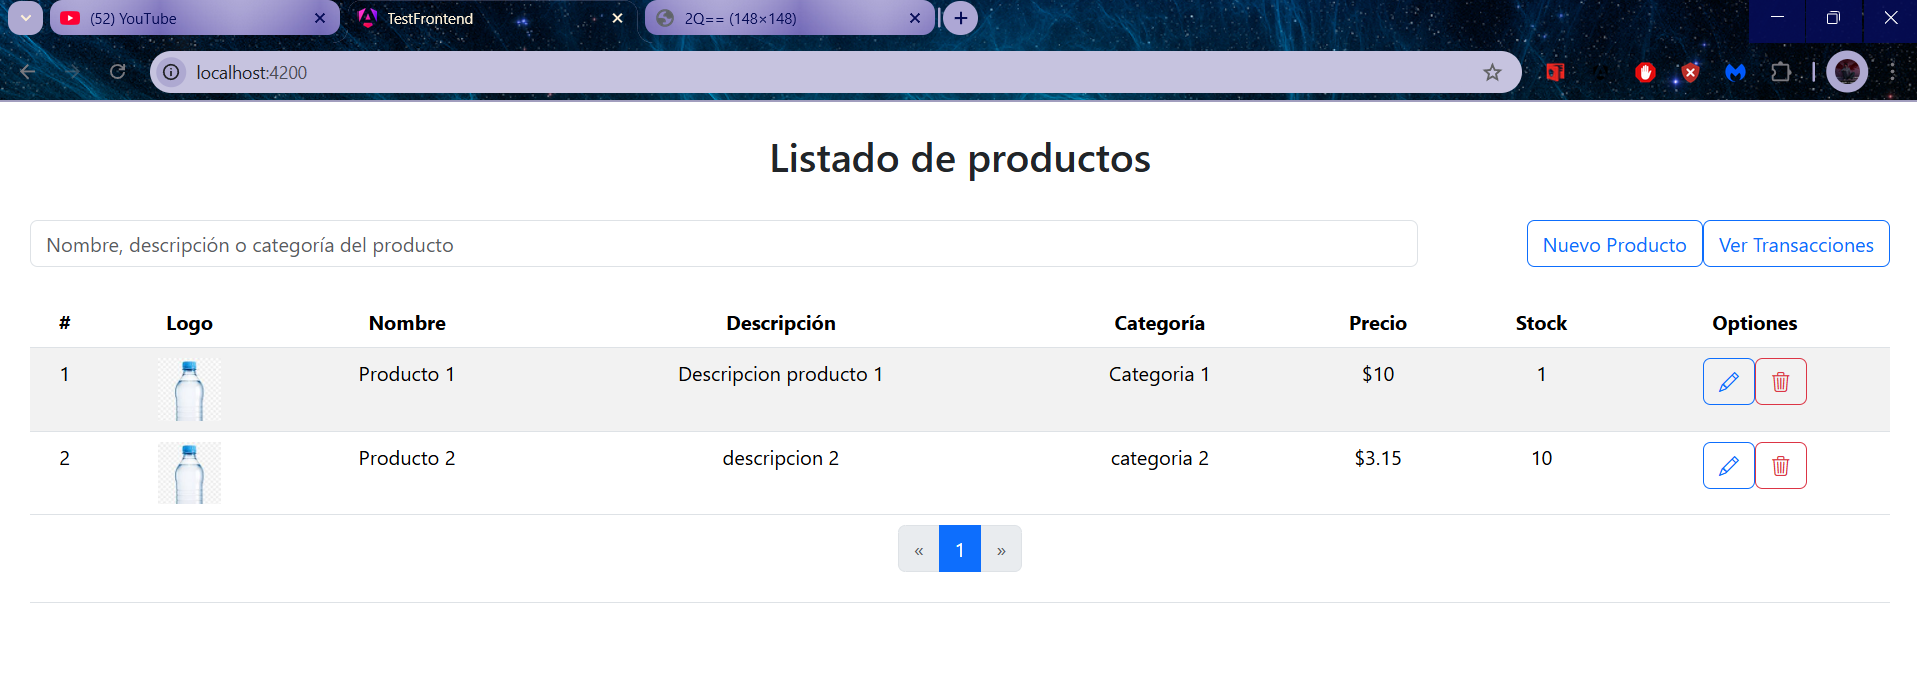 (52) YouTube
TestFrontend
2Q== (148×148)
localhost:4200
Listado de productos
Nombre, descripción o categoría del producto
Nuevo Producto
Ver Transacciones
# Logo Nombre Descripción Categoría Precio Stock Optiones
1 Producto 1 Descripcion producto 1 Categoria 1 $10 1
2 Producto 2 descripcion 2 categoria 2 $3.15 10
« 1 »